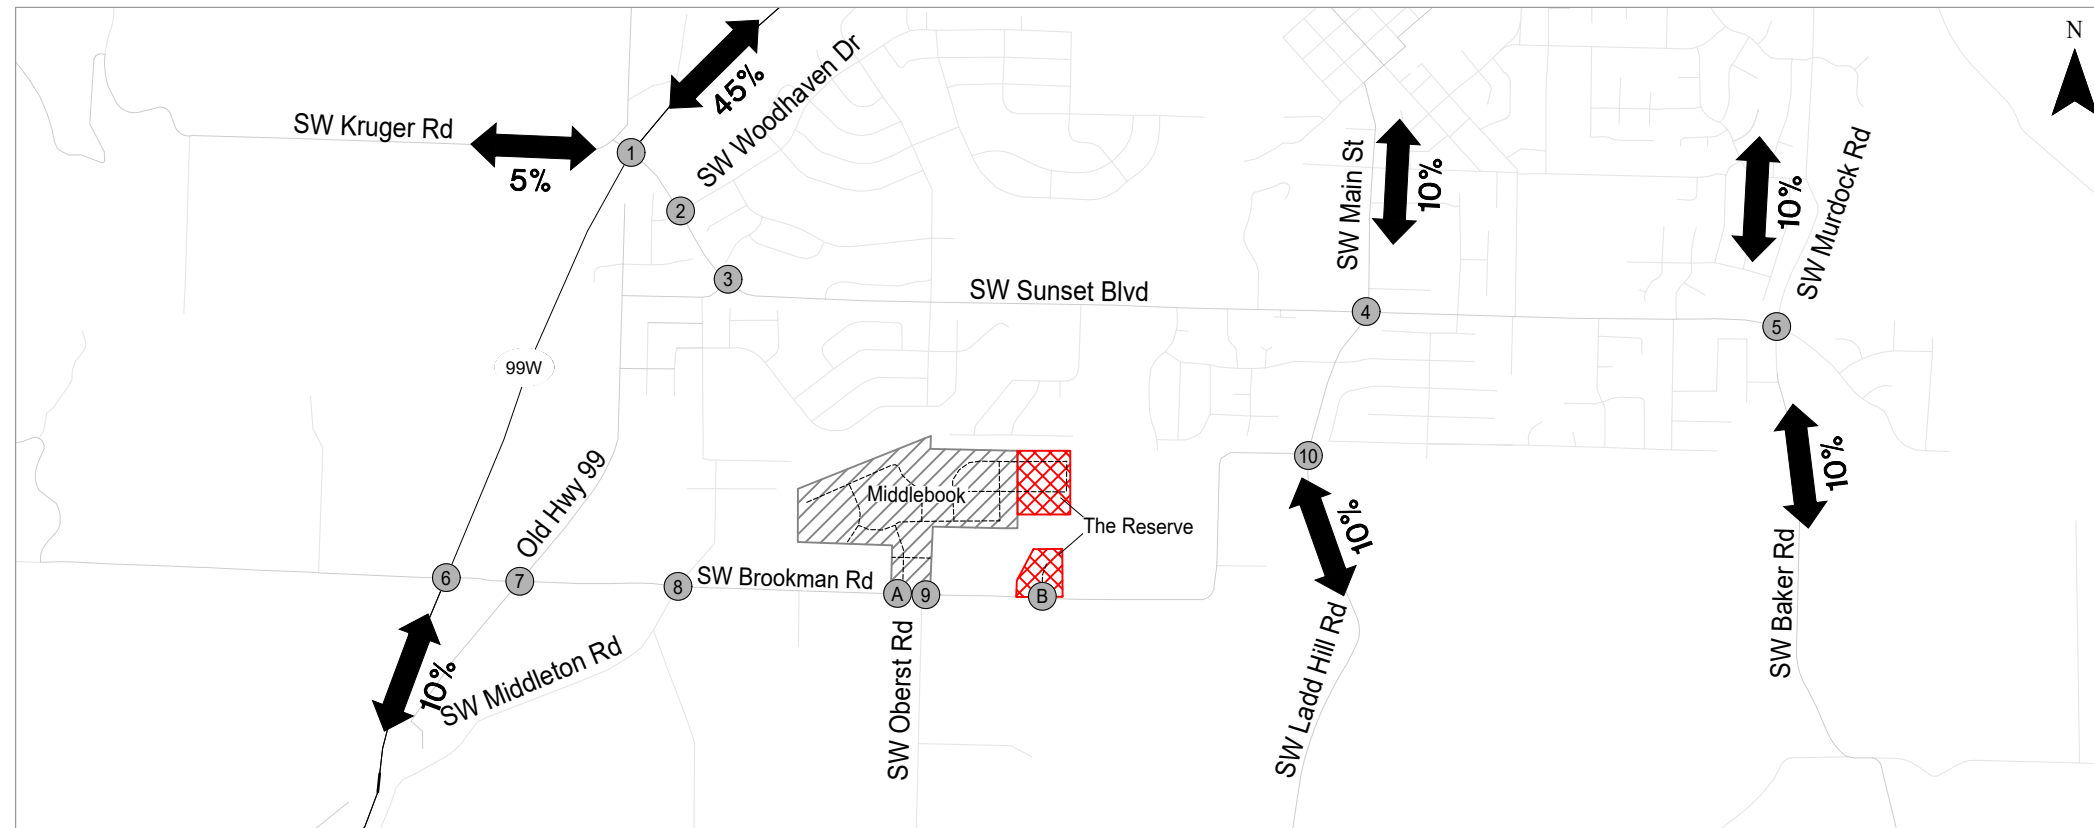 N
45%
SW Woodhaven Dr
SW Kruger Rd
5%
1
2
3
SW Main St
10%
10%
SW Murdock Rd
SW Sunset Blvd
4
5
99W
Old Hwy 99
Middlebook
The Reserve
10
10%
10%
6
7
8
SW Brookman Rd
A
9
B
10%
SW Middleton Rd
SW Oberst Rd
SW Ladd Hill Rd
SW Baker Rd